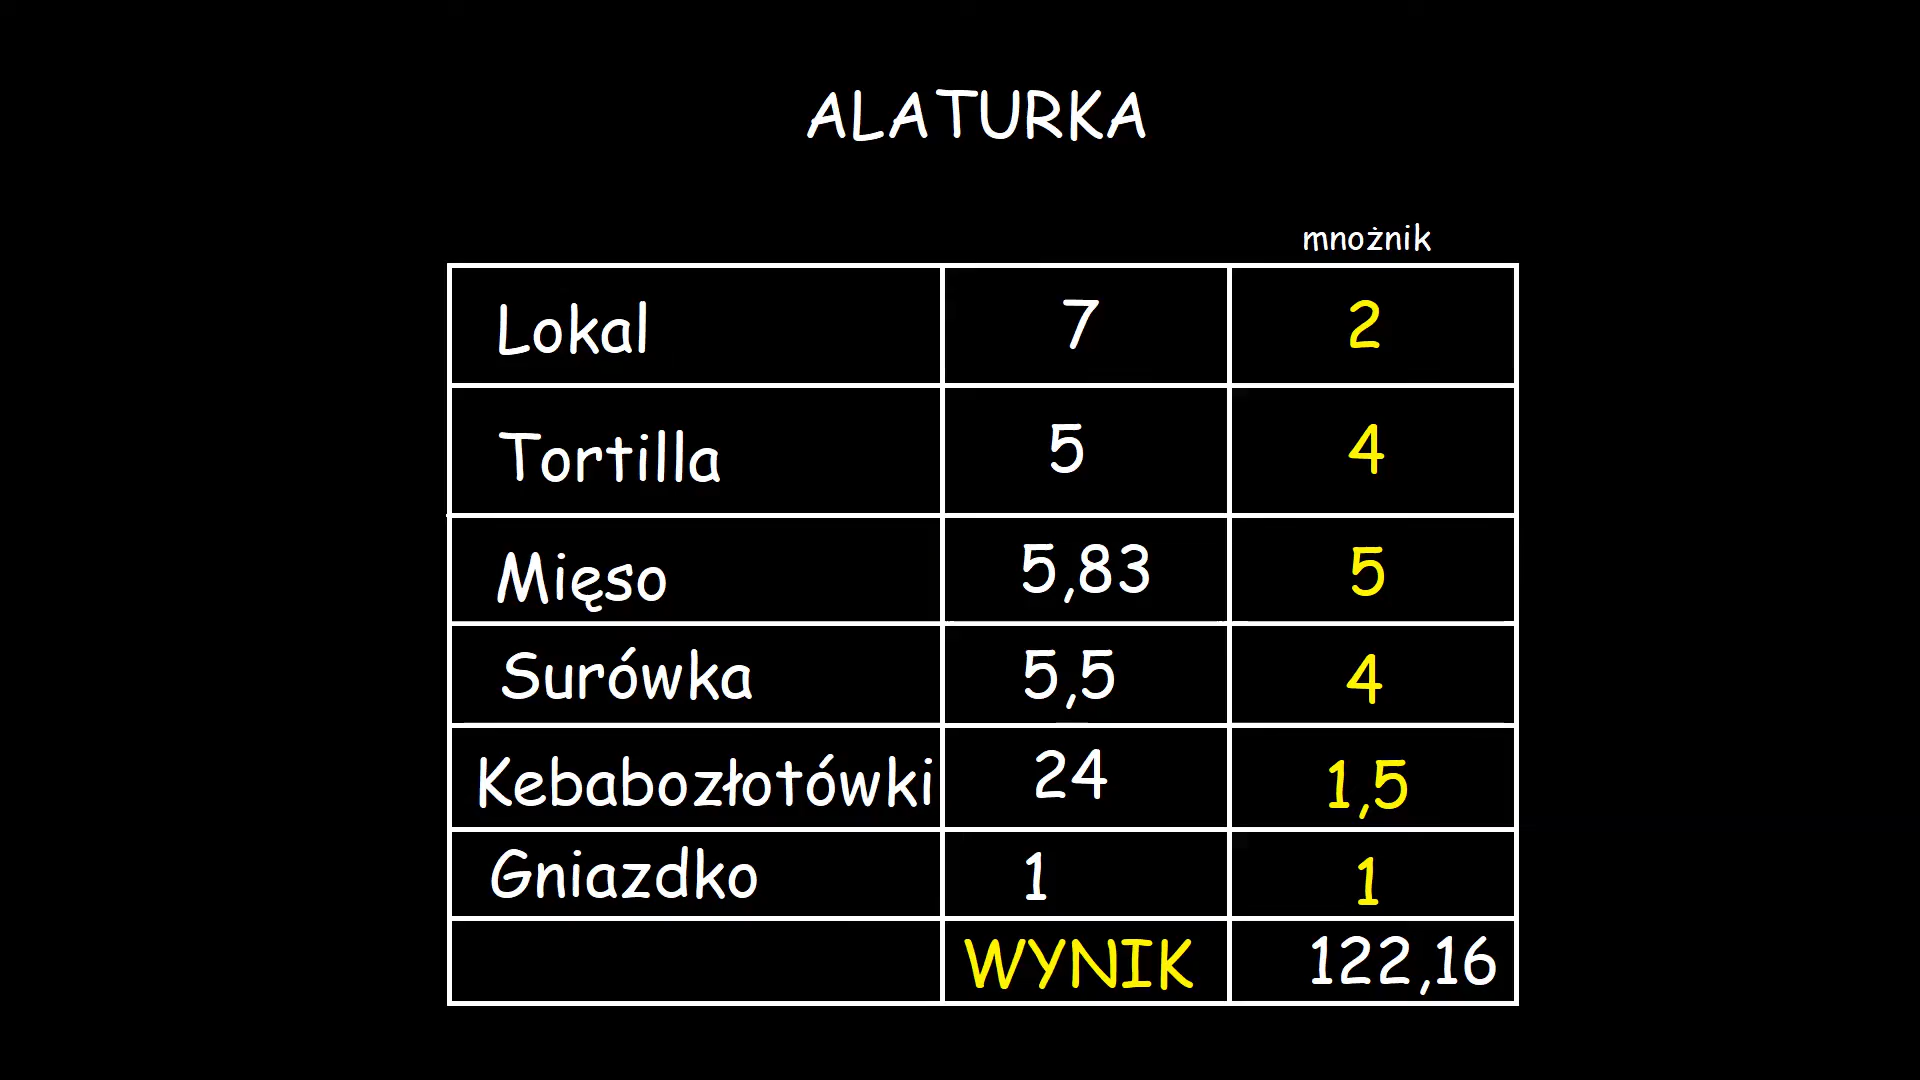 ALATURKA
mnożnik
Lokal 7 2
Tortilla 5 4
Mięso 5,83 5
Surówka 5,5 4
Kebabozłotówki 24 1,5
Gniazdko 1 1
WYNIK 122,16